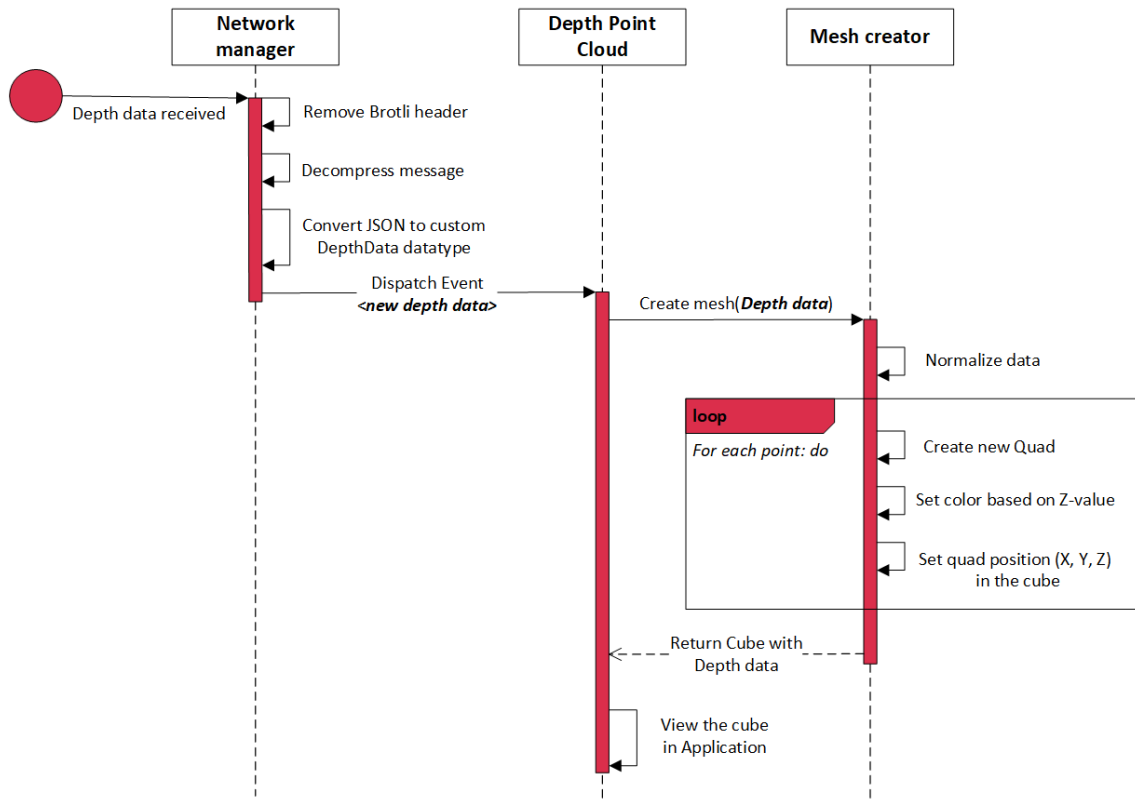 Network
manager
Depth Point
Cloud
Mesh creator
Depth data received
Remove Brotli header
Decompress message
Convert JSON to custom
DepthData datatype
Dispatch Event
<new depth data>
Create mesh(Depth data)
Normalize data
loop
For each point: do
Create new Quad
Set color based on Z-value
Set quad position (X, Y, Z)
in the cube
Return Cube with
Depth data
View the cube
in Application